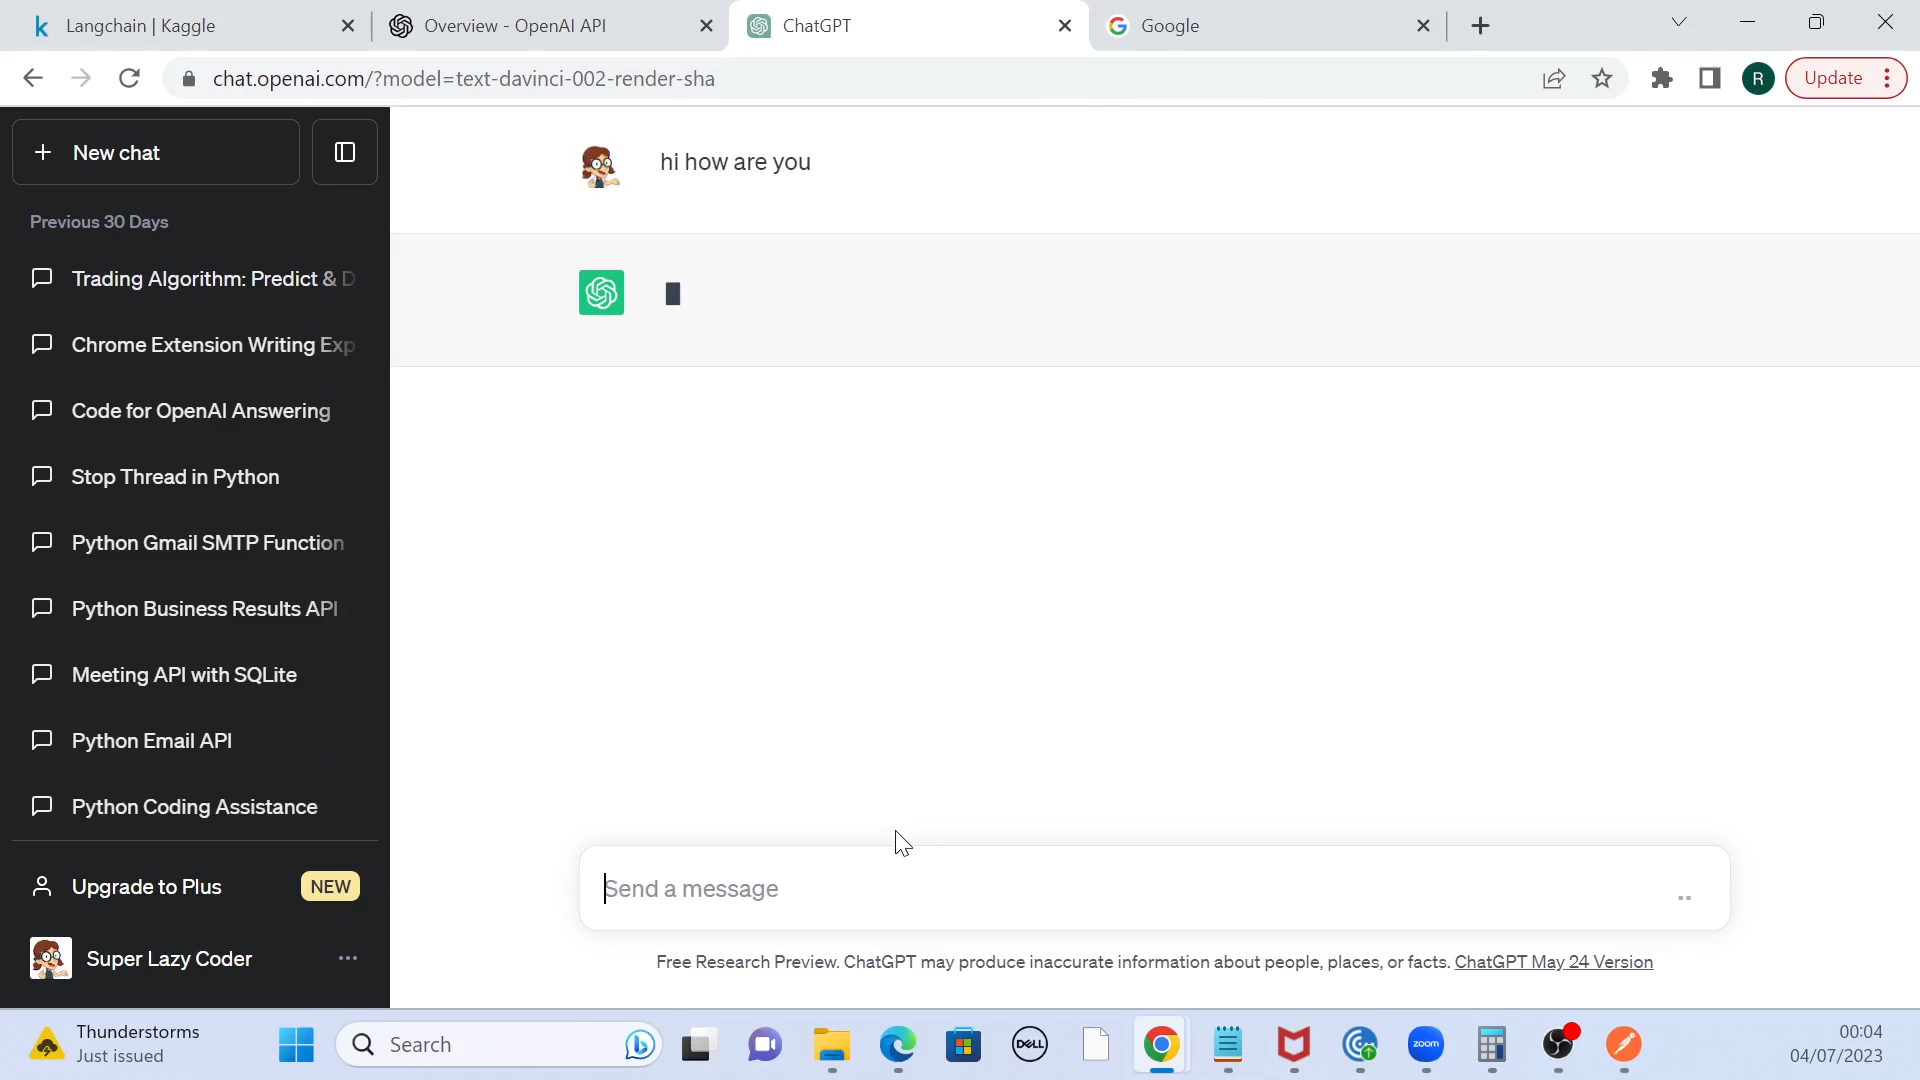 Langchain | Kaggle
Overview - OpenAI API
ChatGPT
Google
chat.openai.com/?model=text-davinci-002-render-sha
R
Update
New chat
Previous 30 Days
Trading Algorithm: Predict & D
Chrome Extension Writing Exp
Code for OpenAI Answering
Stop Thread in Python
Python Gmail SMTP Function
Python Business Results API
Meeting API with SQLite
Python Email API
Python Coding Assistance
Upgrade to Plus
NEW
Super Lazy Coder
hi how are you
Send a message
Free Research Preview. ChatGPT may produce inaccurate information about people, places, or facts. ChatGPT May 24 Version
Thunderstorms
Just issued
Search
DELL
zoom
00:04
04/07/2023